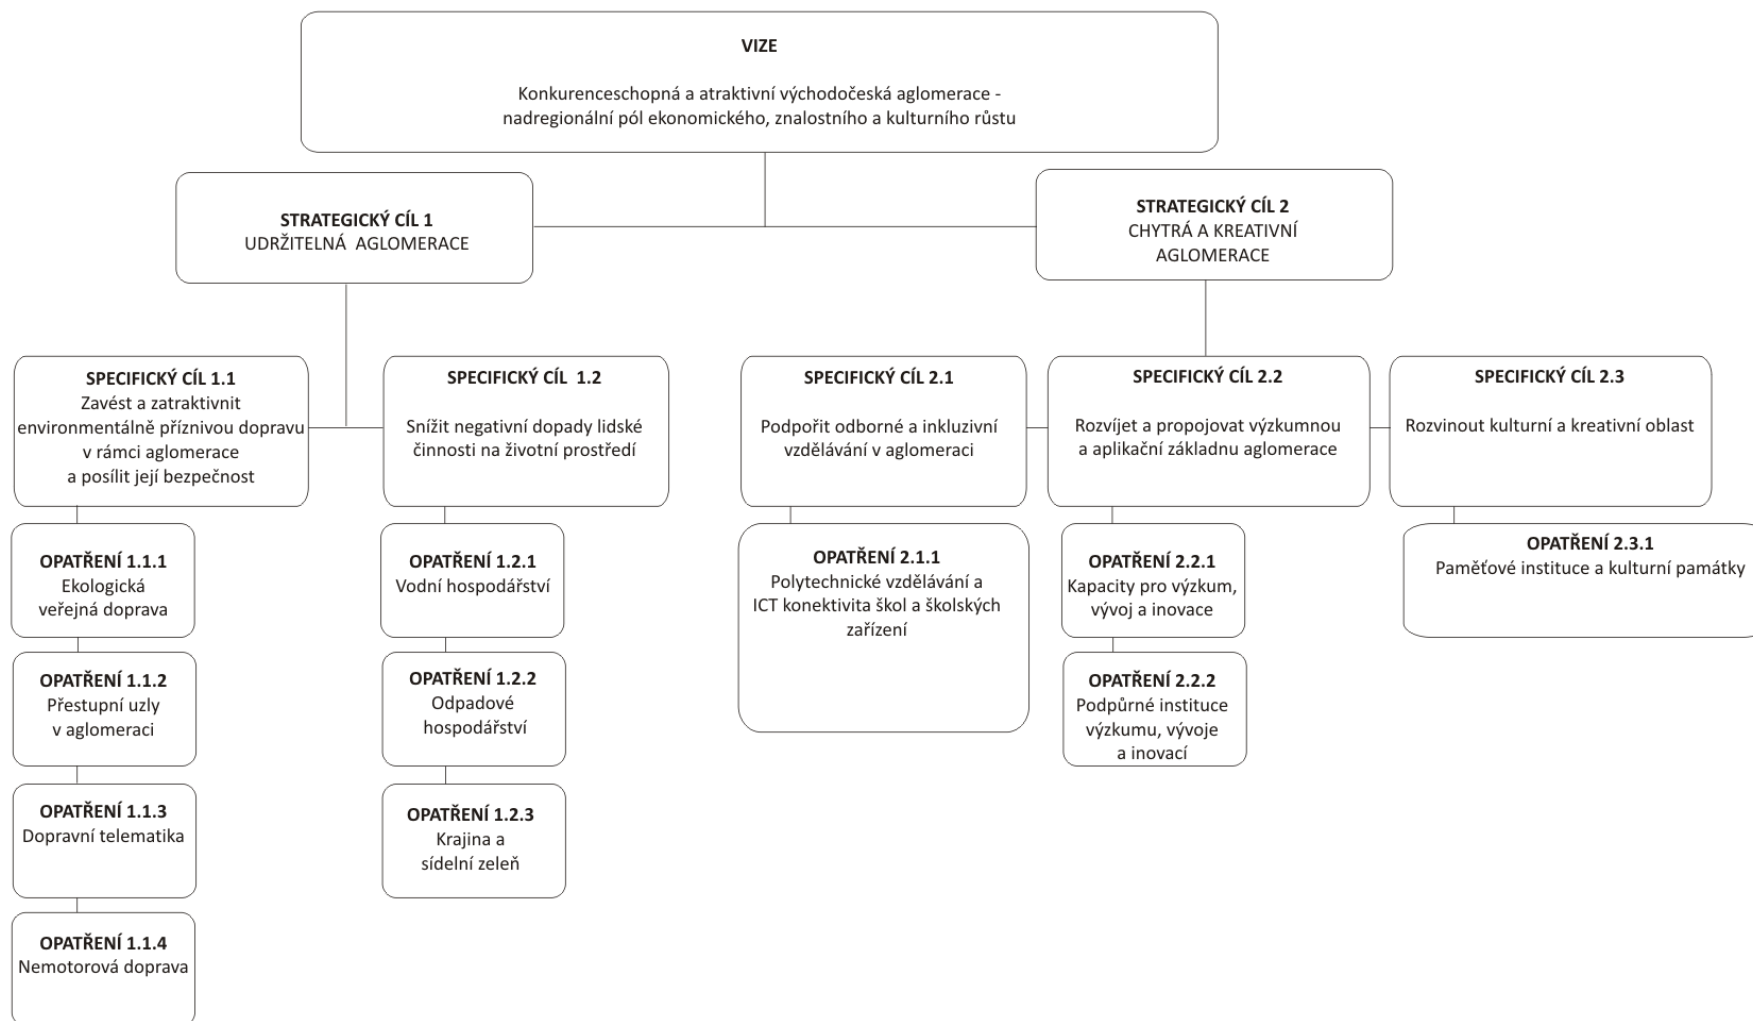 VIZE
Konkurenceschopná a atraktivní východočeská aglomerace -
nadregionální pól ekonomického, znalostního a kulturního růstu
STRATEGICKÝ CÍL 1
UDRŽITELNÁ AGLOMERACE
STRATEGICKÝ CÍL 2
CHYTRÁ A KREATIVNÍ
AGLOMERACE
SPECIFICKÝ CÍL 1.1
Zavést a zatraktivnit
environmentálně příznivou dopravu
v rámci aglomerace
a posílit její bezpečnost
SPECIFICKÝ CÍL 1.2
Snížit negativní dopady lidské
činnosti na životní prostředí
SPECIFICKÝ CÍL 2.1
Podpořit odborné a inkluzivní
vzdělávání v aglomeraci
SPECIFICKÝ CÍL 2.2
Rozvíjet a propojovat výzkumnou
a aplikační základnu aglomerace
SPECIFICKÝ CÍL 2.3
Rozvinout kulturní a kreativní oblast
OPATŘENÍ 1.1.1
Ekologická
veřejná doprava
OPATŘENÍ 1.1.2
Přestupní uzly
v aglomeraci
OPATŘENÍ 1.1.3
Dopravní telematika
OPATŘENÍ 1.1.4
Nemotorová doprava
OPATŘENÍ 1.2.1
Vodní hospodářství
OPATŘENÍ 1.2.2
Odpadové
hospodářství
OPATŘENÍ 1.2.3
Krajina a
sídelní zeleň
OPATŘENÍ 2.1.1
Polytechnické vzdělávání a
ICT konektivita škol a školských
zařízení
OPATŘENÍ 2.2.1
Kapacity pro výzkum,
vývoj a inovace
OPATŘENÍ 2.2.2
Podpůrné instituce
výzkumu, vývoje
a inovací
OPATŘENÍ 2.3.1
Paměťové instituce a kulturní památky